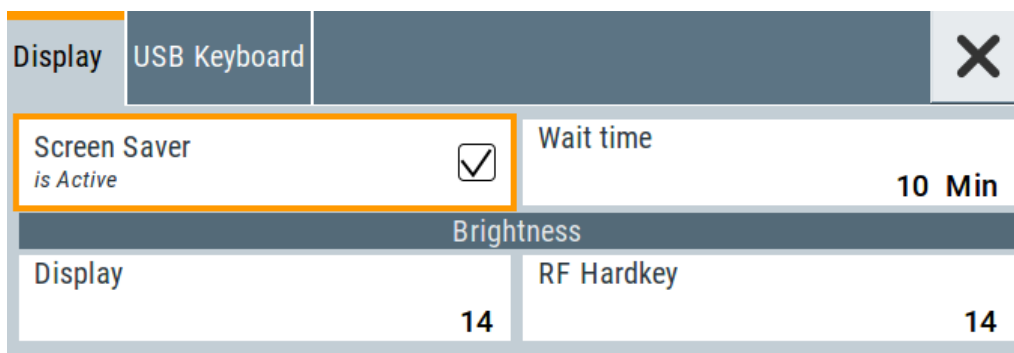 Display
USB Keyboard
Screen Saver
is Active
Wait time
10 Min
Brightness
Display
14
RF Hardkey
14